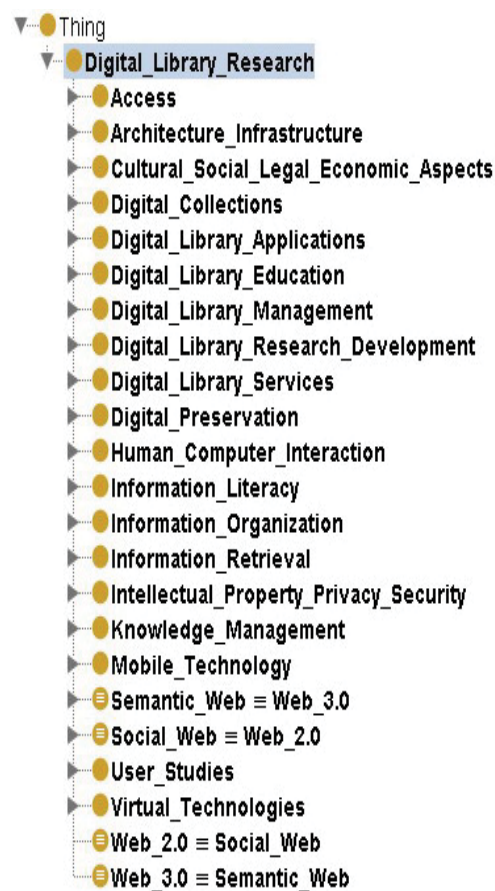 Thing
Digital_Library_Research
Access
Architecture_Infrastructure
Cultural_Social_Legal_Economic_Aspects
Digital_Collections
Digital_Library_Applications
Digital_Library_Education
Digital_Library_Management
Digital_Library_Research_Development
Digital_Library_Services
Digital_Preservation
Human_Computer_Interaction
Information_Literacy
Information_Organization
Information_Retrieval
Intellectual_Property_Privacy_Security
Knowledge_Management
Mobile_Technology
Semantic_Web ≡ Web_3.0
Social_Web ≡ Web_2.0
User_Studies
Virtual_Technologies
Web_2.0 ≡ Social_Web
Web_3.0 ≡ Semantic_Web